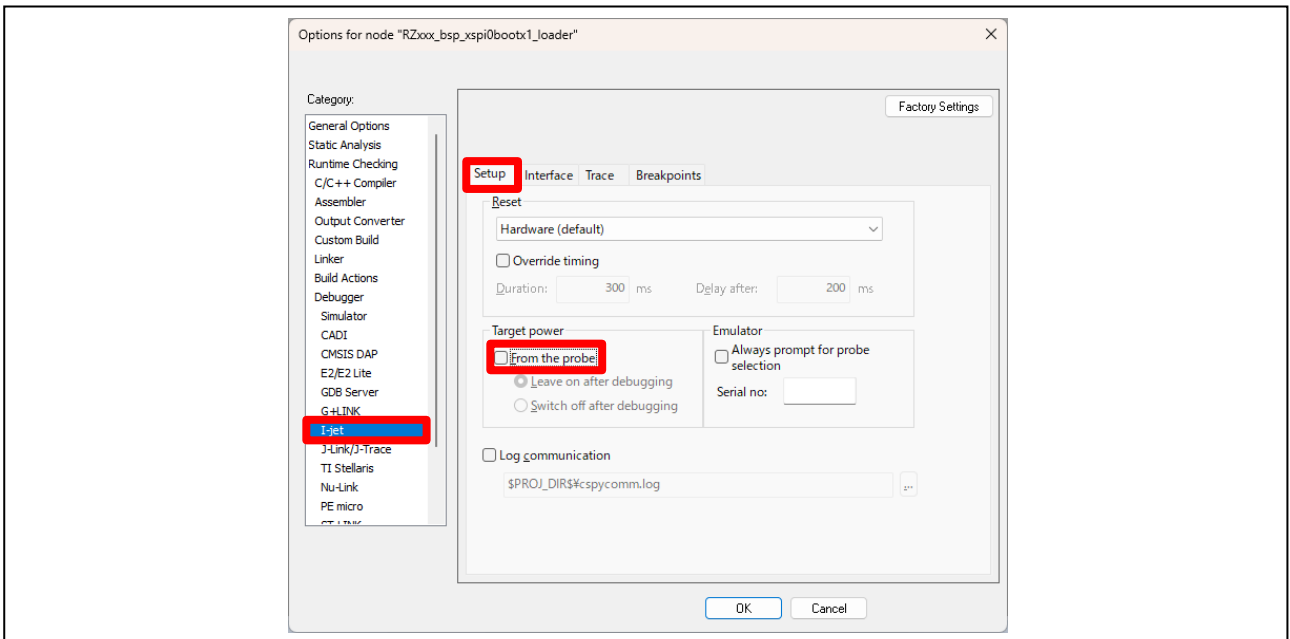 Options for node "RZxxx_bsp_xspi0bootx1_loader"
Category:
Factory Settings
General Options
Static Analysis
Runtime Checking
C/C++ Compiler
Assembler
Output Converter
Custom Build
Linker
Build Actions
Debugger
Simulator
CADI
CMSIS DAP
E2/E2 Lite
GDB Server
G+LINK
I-jet
J-Link/J-Trace
TI Stellaris
Nu-Link
PE micro
ST-LINK
Setup Interface Trace Breakpoints
Reset
Hardware (default)
Override timing
Duration: 300 ms Delay after: 200 ms
Target power
From the probe
Leave on after debugging
Switch off after debugging
Emulator
Always prompt for probe
selection
Serial no:
Log communication
$PROJ_DIR$¥cspycomm.log
...
OK Cancel